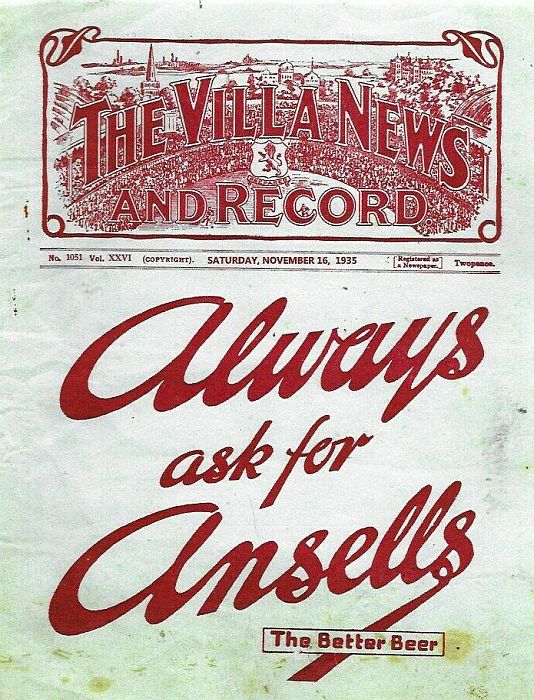 THE VILLA NEWS
AND RECORD.
No. 1051 Vol. XXVI (COPYRIGHT). SATURDAY, NOVEMBER 16, 1935 [Registered as a Newspaper.] Twopence.
Always
ask for
Ansells
The Better Beer